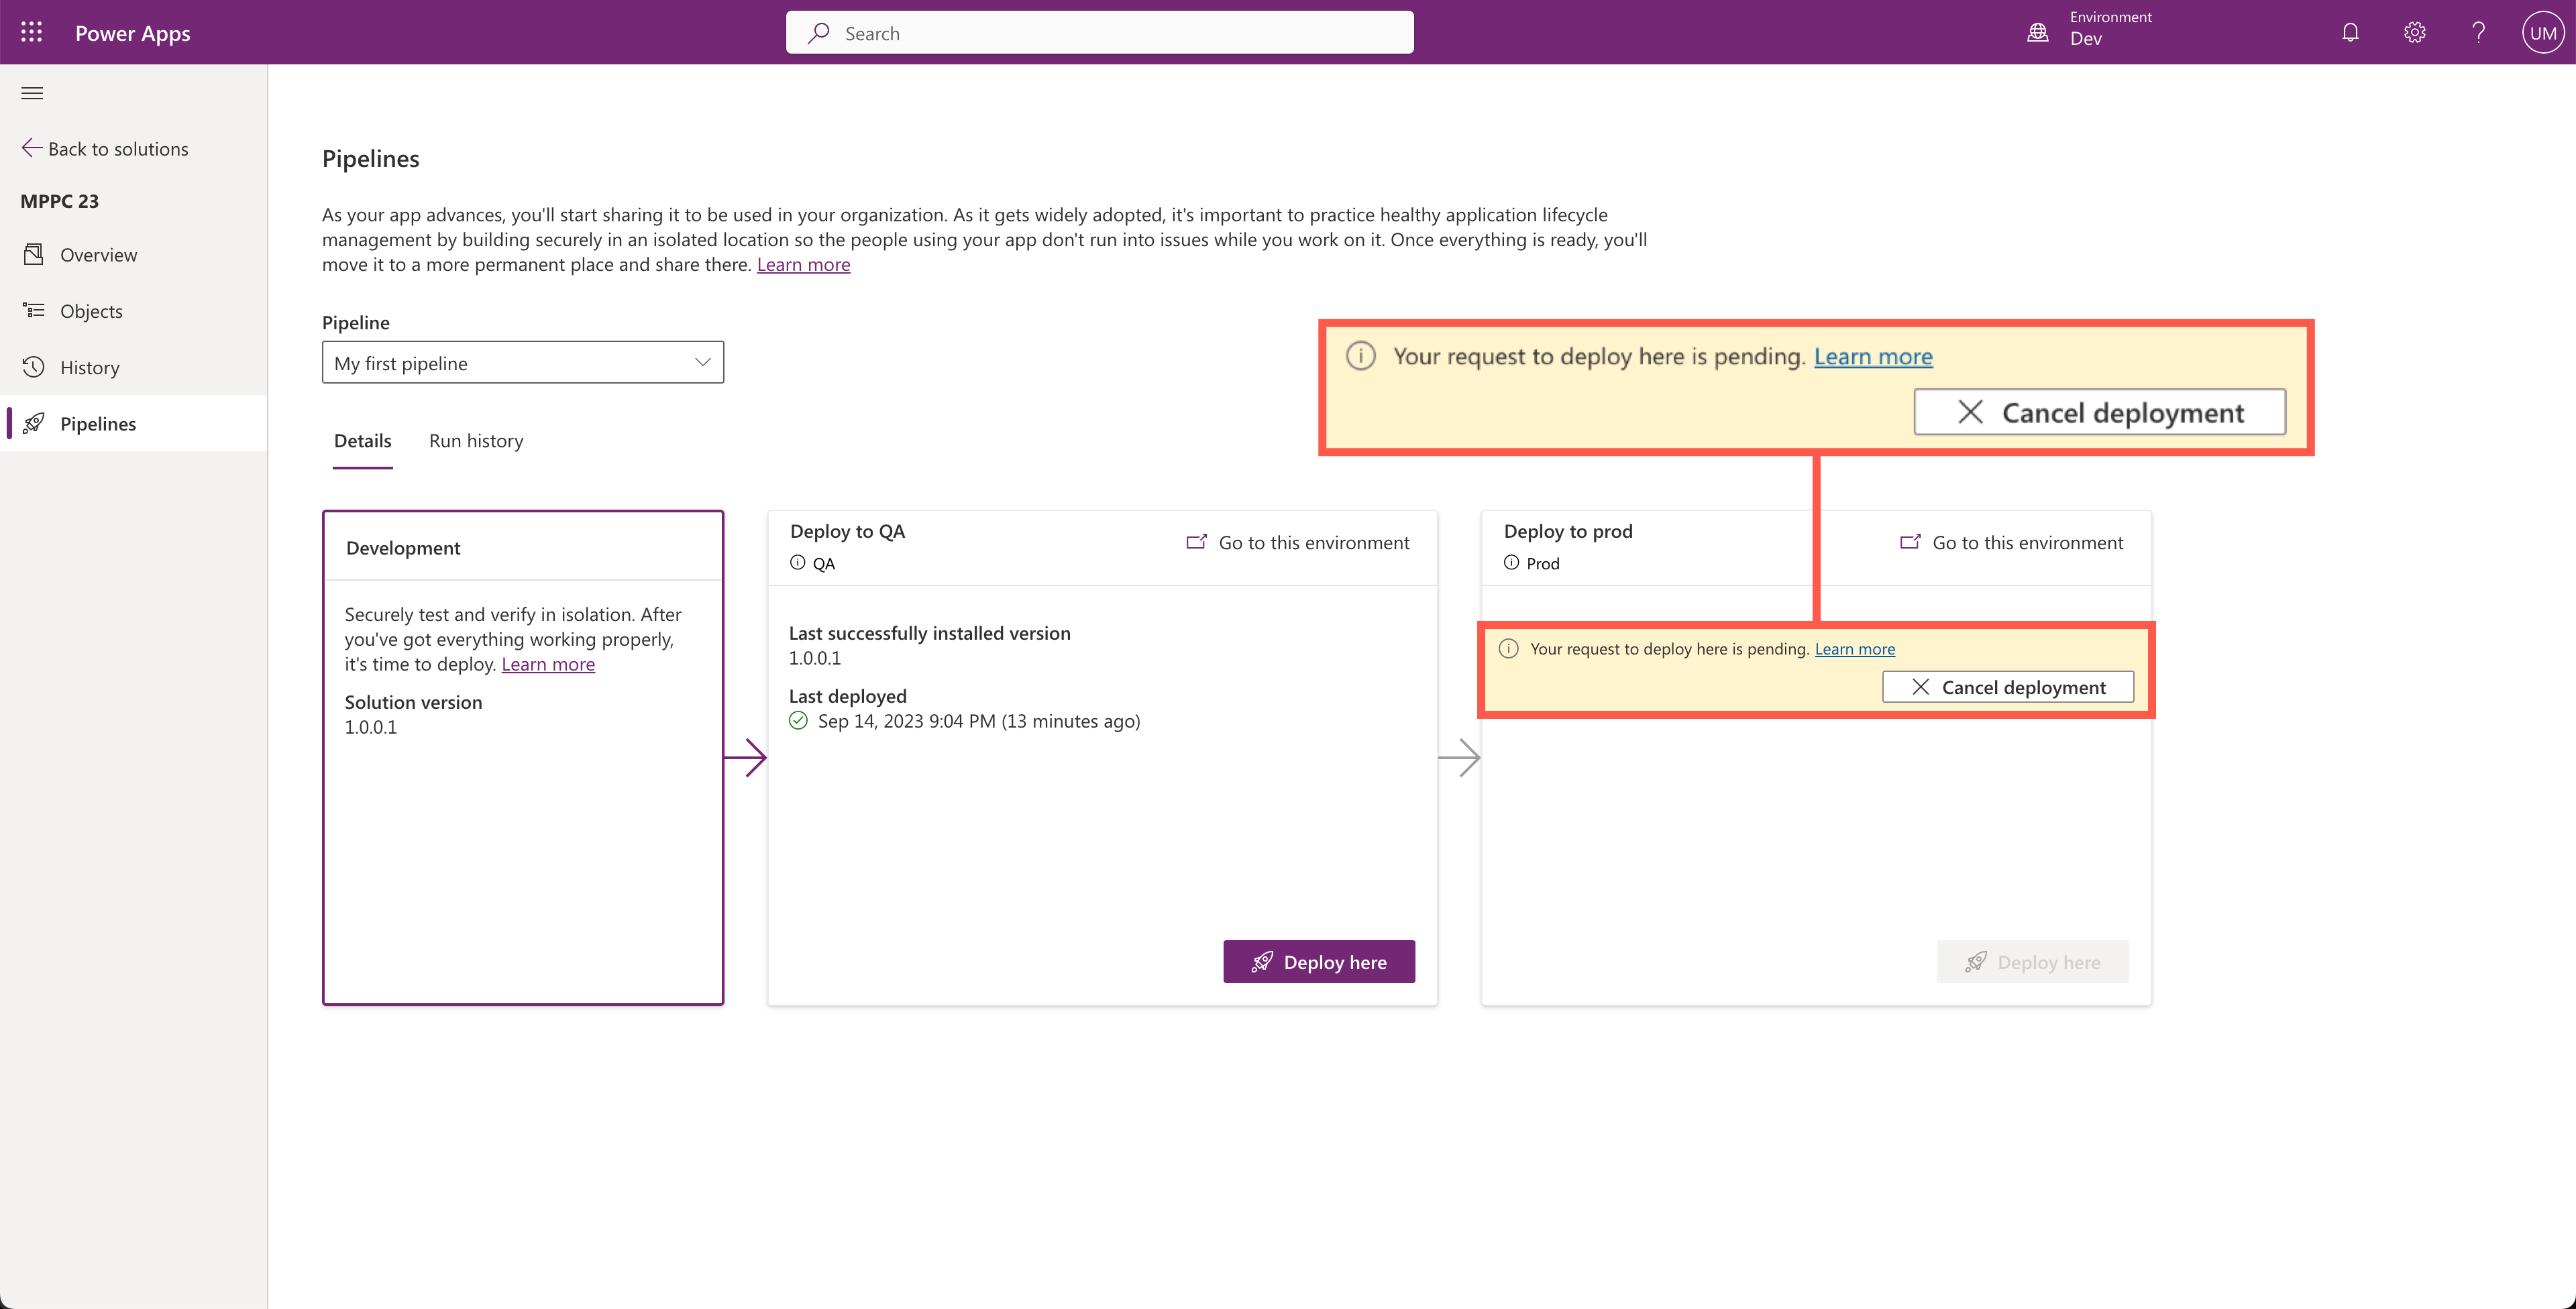 Power Apps
Search
Environment
Dev
UM
Back to solutions
MPPC 23
Overview
Objects
History
Pipelines
Pipelines
As your app advances, you'll start sharing it to be used in your organization. As it gets widely adopted, it's important to practice healthy application lifecycle
management by building securely in an isolated location so the people using your app don't run into issues while you work on it. Once everything is ready, you'll
move it to a more permanent place and share there. Learn more
Pipeline
My first pipeline
Your request to deploy here is pending. Learn more
Cancel deployment
Details
Run history
Development
Securely test and verify in isolation. After
you've got everything working properly,
it's time to deploy. Learn more
Solution version
1.0.0.1
Deploy to QA
QA
Go to this environment
Last successfully installed version
1.0.0.1
Last deployed
Sep 14, 2023 9:04 PM (13 minutes ago)
Deploy here
Deploy to prod
Prod
Go to this environment
Your request to deploy here is pending. Learn more
Cancel deployment
Deploy here